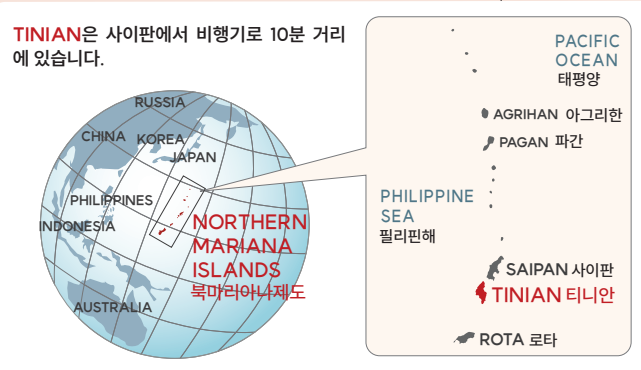 TINIAN은 사이판에서 비행기로 10분 거리
에 있습니다.
RUSSIA
CHINA
KOREA
JAPAN
PHILIPPINES
INDONESIA
NORTHERN
MARIANA
ISLANDS
북마리아나제도
AUSTRALIA
PACIFIC
OCEAN
태평양
AGRIHAN 아그리한
PAGAN 파간
PHILIPPINE
SEA
필리핀해
SAIPAN 사이판
TINIAN 티니안
ROTA 로타